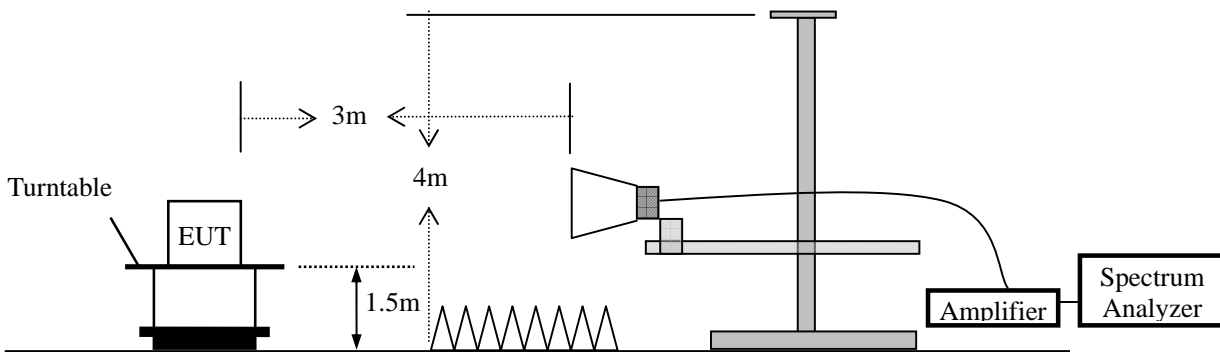 3m
4m
Turntable
EUT
1.5m
Amplifier
Spectrum
Analyzer